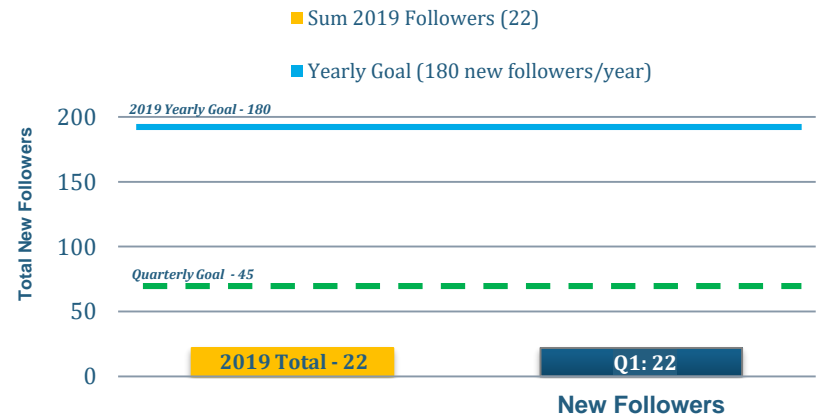 Sum 2019 Followers (22)
Yearly Goal (180 new followers/year)
Total New Followers
200
2019 Yearly Goal - 180
150
100
Quarterly Goal - 45
50
0
2019 Total - 22
Q1: 22
New Followers